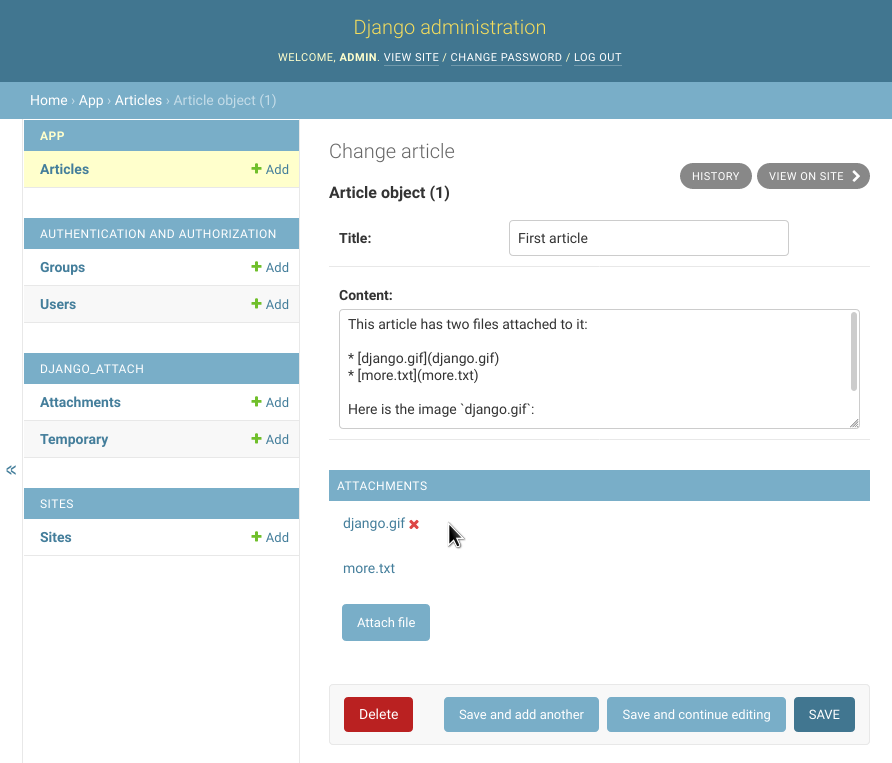 Django administration
WELCOME, ADMIN. VIEW SITE / CHANGE PASSWORD / LOG OUT
Home › App › Articles › Article object (1)
APP
Articles + Add
AUTHENTICATION AND AUTHORIZATION
Groups + Add
Users + Add
DJANGO_ATTACH
Attachments + Add
Temporary + Add
SITES
Sites + Add
«
Change article
HISTORY VIEW ON SITE
Article object (1)
Title: First article
Content:
This article has two files attached to it:
* [django.gif](django.gif)
* [more.txt](more.txt)
Here is the image `django.gif`:
ATTACHMENTS
django.gif
more.txt
Attach file
Delete Save and add another Save and continue editing SAVE